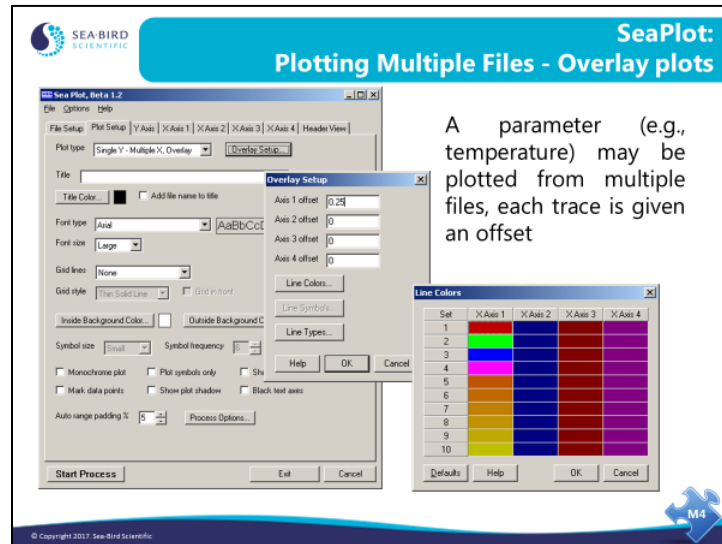 SEA·BIRD
SCIENTIFIC
SeaPlot:
Plotting Multiple Files - Overlay plots
Sea Plot, Beta 1.2
File Options Help
File Setup Plot Setup Y Axis X Axis 1 X Axis 2 X Axis 3 X Axis 4 Header View
Plot type Single Y - Multiple X, Overlay Overlay Setup...
Title
Title Color... Add file name to title
Font type Arial
Font size Large
Grid lines None
Grid style Thin Solid Line Grid in front
Inside Background Color... Outside Background
Symbol size Small Symbol frequency 6
Monochrome plot Plot symbols only
Mark data points Show plot shadow Black text axes
Auto range padding % 5 Process Options...
Start Process Exit Cancel
Overlay Setup
Axis 1 offset 0.25
Axis 2 offset 0
Axis 3 offset 0
Axis 4 offset 0
Line Colors...
Line Symbols...
Line Types...
Help OK Cancel
A parameter (e.g.,
temperature) may be
plotted from multiple
files, each trace is given
an offset
Line Colors
Set X Axis 1 X Axis 2 X Axis 3 X Axis 4
1
2
3
4
5
6
7
8
9
10
Defaults Help OK Cancel
M4
© Copyright 2017. Sea-Bird Scientific